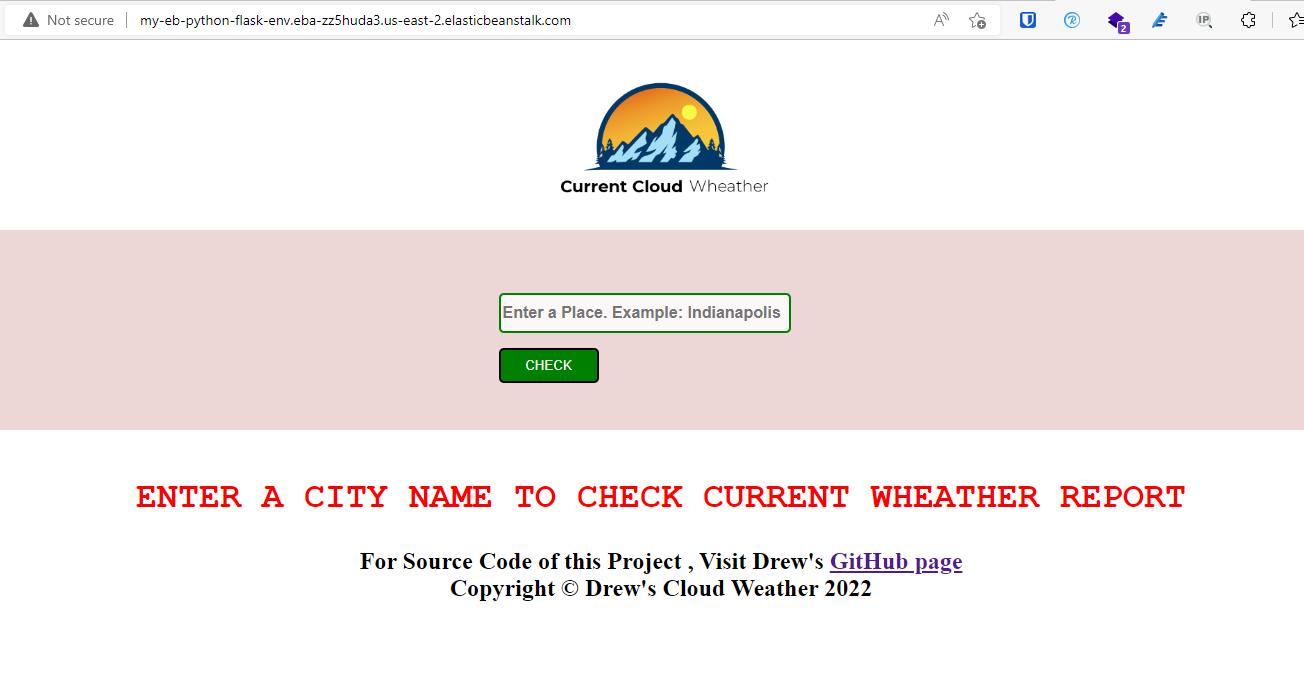 Not secure my-eb-python-flask-env.eba-zz5huda3.us-east-2.elasticbeanstalk.com A 2 IP
Current Cloud Wheather
Enter a Place. Example: Indianapolis
CHECK
ENTER A CITY NAME TO CHECK CURRENT WHEATHER REPORT
For Source Code of this Project , Visit Drew's GitHub page
Copyright © Drew's Cloud Weather 2022